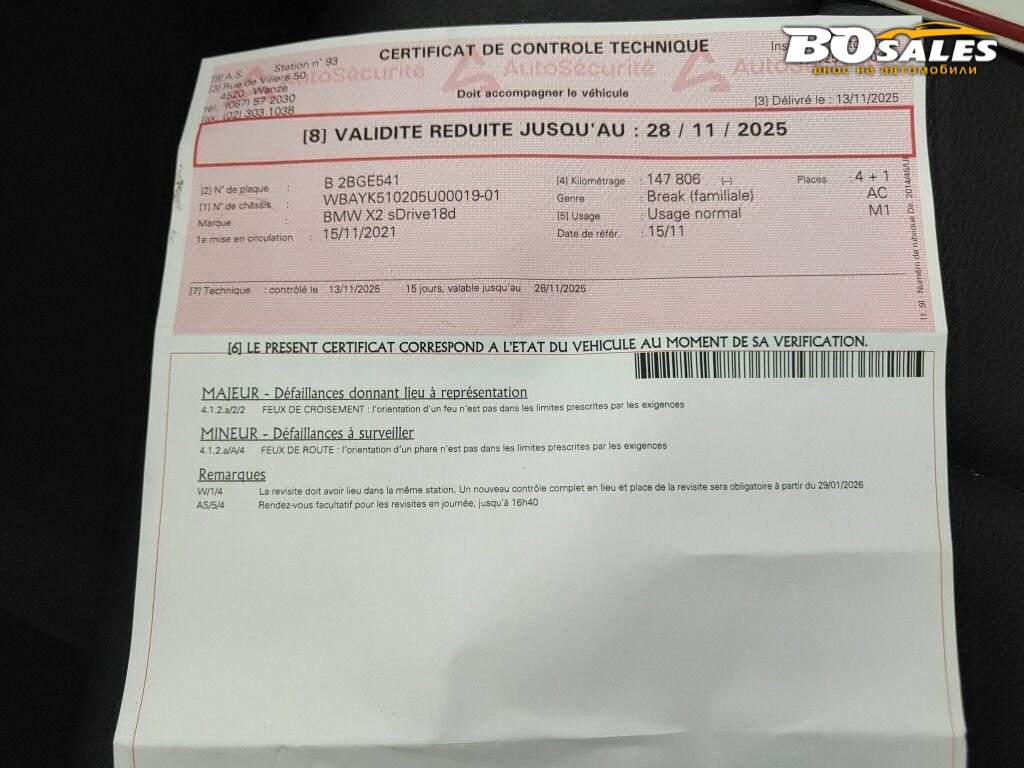 BOSALES
внос на автомобили
CERTIFICAT DE CONTROLE TECHNIQUE
Station n° 93
[9] A.S.
[3] Rue de Villers 50
4520 Wanze
tél. (087) 57 2030
fax. (02) 303 1038
AutoSécurité AutoSécurité
Doit accompagner le véhicule
[3] Délivré le : 13/11/2025
[8] VALIDITE REDUITE JUSQU'AU : 28 / 11 / 2025
[2] N° de plaque : B 2BGE541
[1] N° de châssis : WBAYK510205U00019-01
Marque : BMW X2 sDrive18d
1e mise en circulation : 15/11/2021
[4] Kilométrage : 147 806 (--) Places : 4 + 1
Genre : Break (familiale) AC
[5] Usage : Usage normal M1
Date de référ. : 15/11
[7] Technique : contrôlé le 13/11/2025 15 jours, valable jusqu'au 28/11/2025
[1..9] : Numéro de rubrique Dir. 2014/45/UE
[6] LE PRESENT CERTIFICAT CORRESPOND A L'ETAT DU VEHICULE AU MOMENT DE SA VERIFICATION.
MAJEUR - Défaillances donnant lieu à représentation
4.1.2.a/2/2 FEUX DE CROISEMENT : l'orientation d'un feu n'est pas dans les limites prescrites par les exigences
MINEUR - Défaillances à surveiller
4.1.2.a/A/4 FEUX DE ROUTE : l'orientation d'un phare n'est pas dans les limites prescrites par les exigences
Remarques
W/1/4 La revisite doit avoir lieu dans la même station. Un nouveau contrôle complet en lieu et place de la revisite sera obligatoire à partir du 29/01/2026
AS/5/4 Rendez-vous facultatif pour les revisites en journée, jusqu'à 16h40